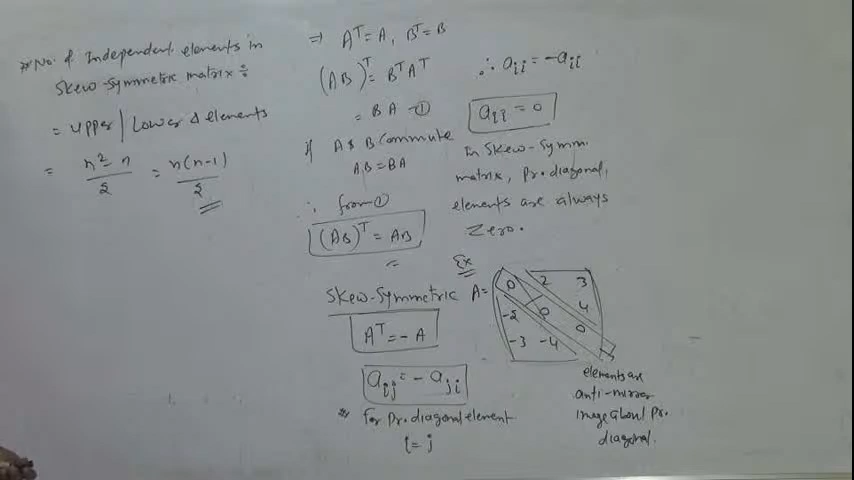 * No. of Independent elements in
Skew-Symmetric matrix :
= Upper | Lower Δ elements
= n² - n / 2 = n(n-1) / 2
⇒ Aᵀ = A, Bᵀ = B
(AB)ᵀ = BᵀAᵀ
= BA -①
if A & B Commute
AB = BA
∴ from ①
(AB)ᵀ = AB
Skew-Symmetric
Aᵀ = -A
aij = - aji
* For Pr. diagonal element
i = j
∴ aii = -aii
aii = 0
in Skew-Symm.
matrix, Pr. diagonal,
elements are always
Zero.
Ex
A =
0 2 3
-2 0 4
-3 -4 0
elements are
anti-mirror
image about Pr.
diagonal.